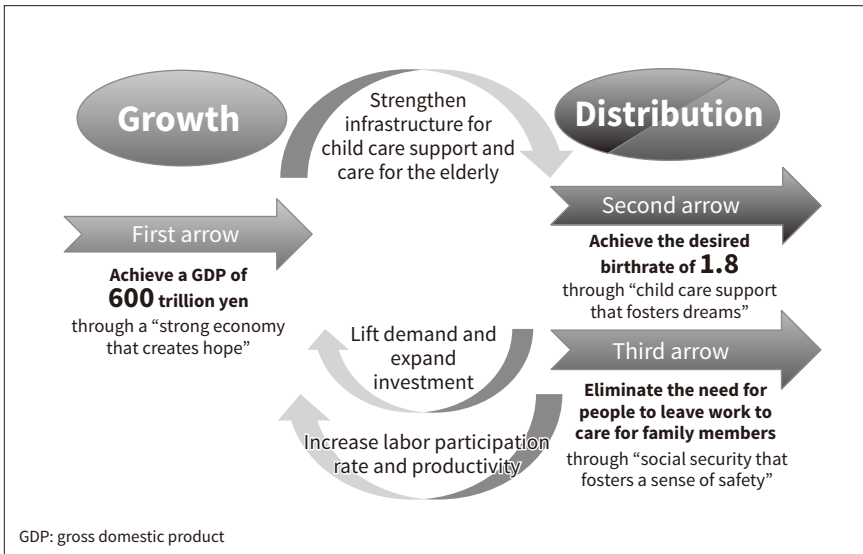 Growth
Strengthen
infrastructure for
child care support and
care for the elderly
Distribution
First arrow
Achieve a GDP of
600 trillion yen
through a “strong economy
that creates hope”
Second arrow
Achieve the desired
birthrate of 1.8
through “child care support
that fosters dreams”
Lift demand and
expand
investment
Third arrow
Eliminate the need for
people to leave work to
care for family members
through “social security that
fosters a sense of safety”
Increase labor participation
rate and productivity
GDP: gross domestic product